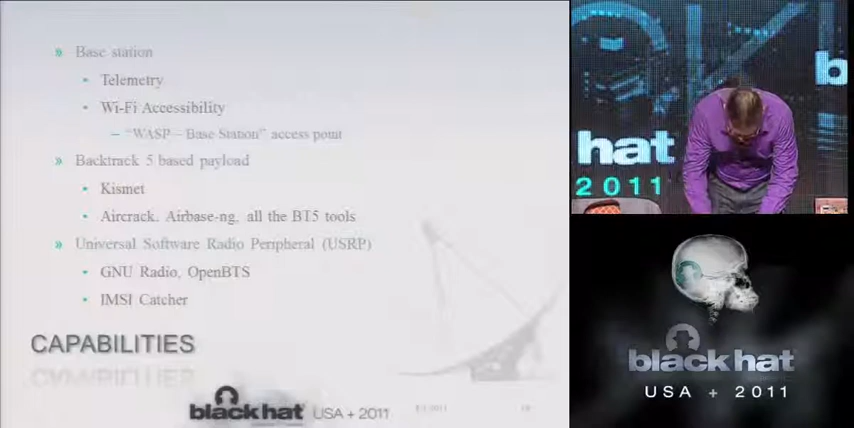 » Base station
• Telemetry
• Wi-Fi Accessibility
– "WASP – Base Station" access point
» Backtrack 5 based payload
• Kismet
• Aircrack, Airbase-ng, all the BT5 tools
» Universal Software Radio Peripheral (USRP)
• GNU Radio, OpenBTS
• IMSI Catcher
CAPABILITIES
black hat USA + 2011
b
hat
2011
black hat
USA + 2011